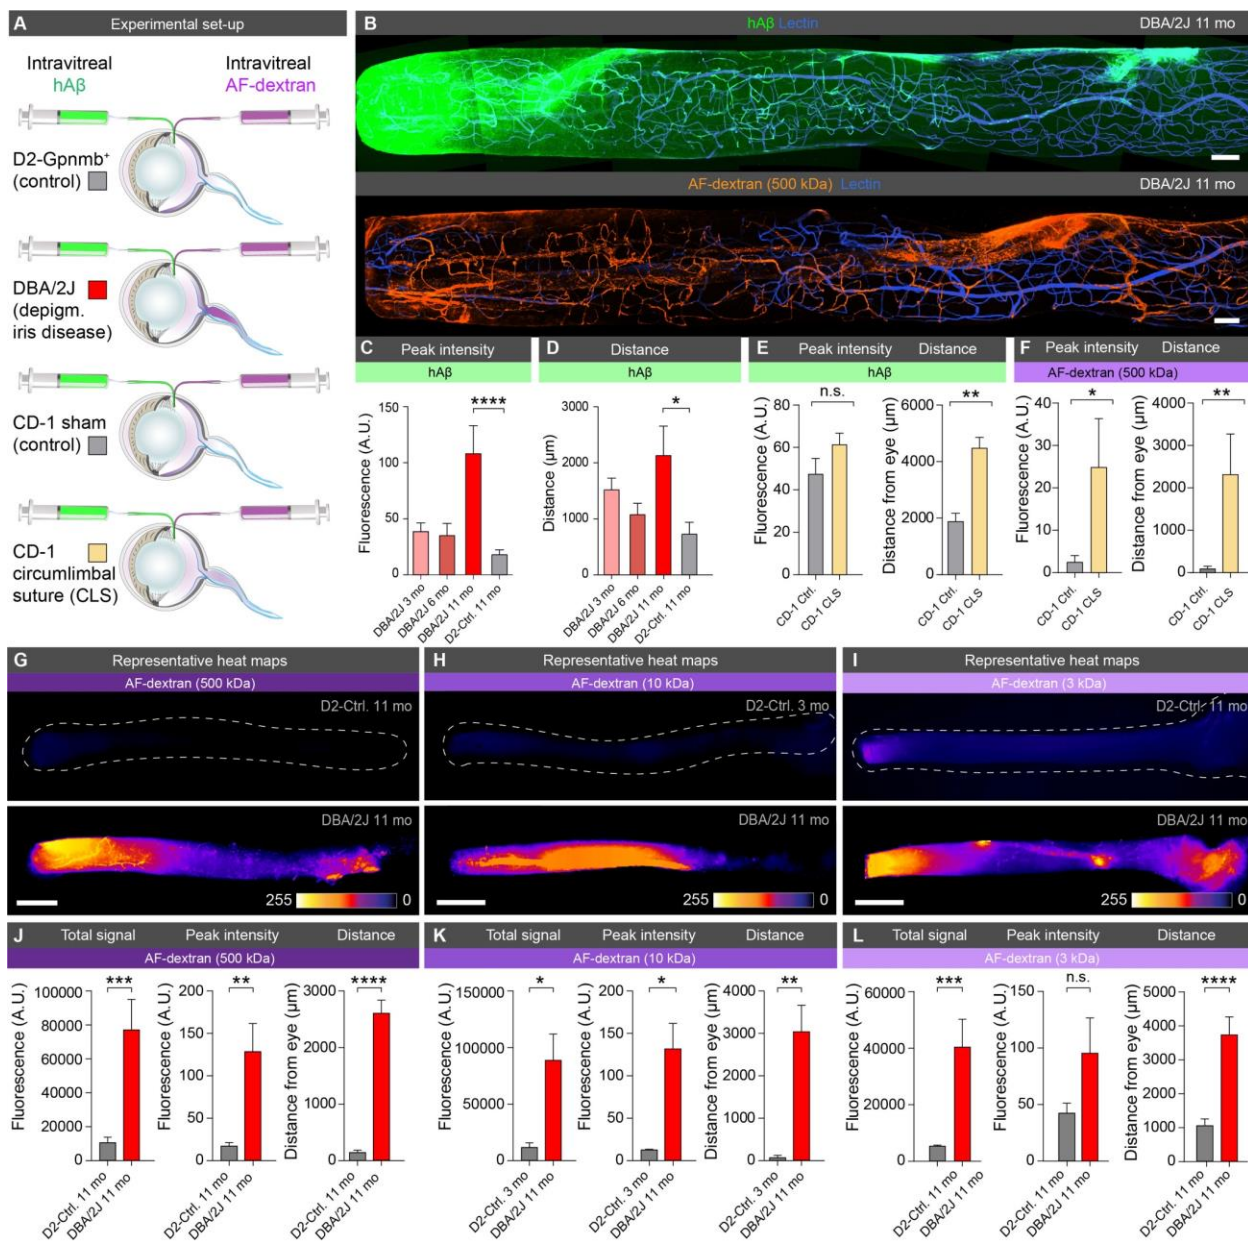 A Experimental set-up
Intravitreal hAβ
Intravitreal AF-dextran
D2-Gpnmb⁺
(control)
DBA/2J
(depigm.
iris disease)
CD-1 sham
(control)
CD-1
circumlimbal
suture (CLS)
B hAβ Lectin DBA/2J 11 mo
AF-dextran (500 kDa) Lectin DBA/2J 11 mo
C Peak intensity
hAβ
Fluorescence (A.U.)
150
100
50
0
****
DBA/2J 3 mo
DBA/2J 6 mo
DBA/2J 11 mo
D2-Ctrl. 11 mo
D Distance
hAβ
Distance (µm)
3000
2000
1000
0
*
DBA/2J 3 mo
DBA/2J 6 mo
DBA/2J 11 mo
D2-Ctrl. 11 mo
E Peak intensity Distance
hAβ
Fluorescence (A.U.)
80
60
40
20
0
n.s.
CD-1 Ctrl.
CD-1 CLS
Distance from eye (µm)
6000
4000
2000
0
**
CD-1 Ctrl.
CD-1 CLS
F Peak intensity Distance
AF-dextran (500 kDa)
Fluorescence (A.U.)
40
30
20
10
0
*
CD-1 Ctrl.
CD-1 CLS
Distance from eye (µm)
4000
3000
2000
1000
0
**
CD-1 Ctrl.
CD-1 CLS
G Representative heat maps
AF-dextran (500 kDa)
D2-Ctrl. 11 mo
DBA/2J 11 mo
255 0
H Representative heat maps
AF-dextran (10 kDa)
D2-Ctrl. 3 mo
DBA/2J 11 mo
255 0
I Representative heat maps
AF-dextran (3 kDa)
D2-Ctrl. 11 mo
DBA/2J 11 mo
255 0
J Total signal Peak intensity Distance
AF-dextran (500 kDa)
Fluorescence (A.U.)
100000
80000
60000
40000
20000
0
***
D2-Ctrl. 11 mo
DBA/2J 11 mo
Fluorescence (A.U.)
200
150
100
50
0
**
D2-Ctrl. 11 mo
DBA/2J 11 mo
Distance from eye (µm)
3000
2000
1000
0
****
D2-Ctrl. 11 mo
DBA/2J 11 mo
K Total signal Peak intensity Distance
AF-dextran (10 kDa)
Fluorescence (A.U.)
150000
100000
50000
0
*
D2-Ctrl. 3 mo
DBA/2J 11 mo
Fluorescence (A.U.)
200
150
100
50
0
*
D2-Ctrl. 3 mo
DBA/2J 11 mo
Distance from eye (µm)
4000
3000
2000
1000
0
**
D2-Ctrl. 3 mo
DBA/2J 11 mo
L Total signal Peak intensity Distance
AF-dextran (3 kDa)
Fluorescence (A.U.)
60000
40000
20000
0
***
D2-Ctrl. 11 mo
DBA/2J 11 mo
Fluorescence (A.U.)
150
100
50
0
n.s.
D2-Ctrl. 11 mo
DBA/2J 11 mo
Distance from eye (µm)
5000
4000
3000
2000
1000
0
****
D2-Ctrl. 11 mo
DBA/2J 11 mo